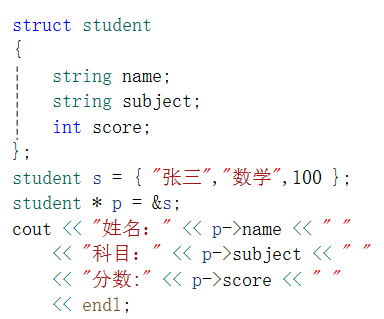 struct student
{
    string name;
    string subject;
    int score;
};
student s = { "张三","数学",100 };
student * p = &s;
cout << "姓名：" << p->name << " "
    << "科目：" << p->subject << " "
    << "分数:" << p->score << " "
    << endl;